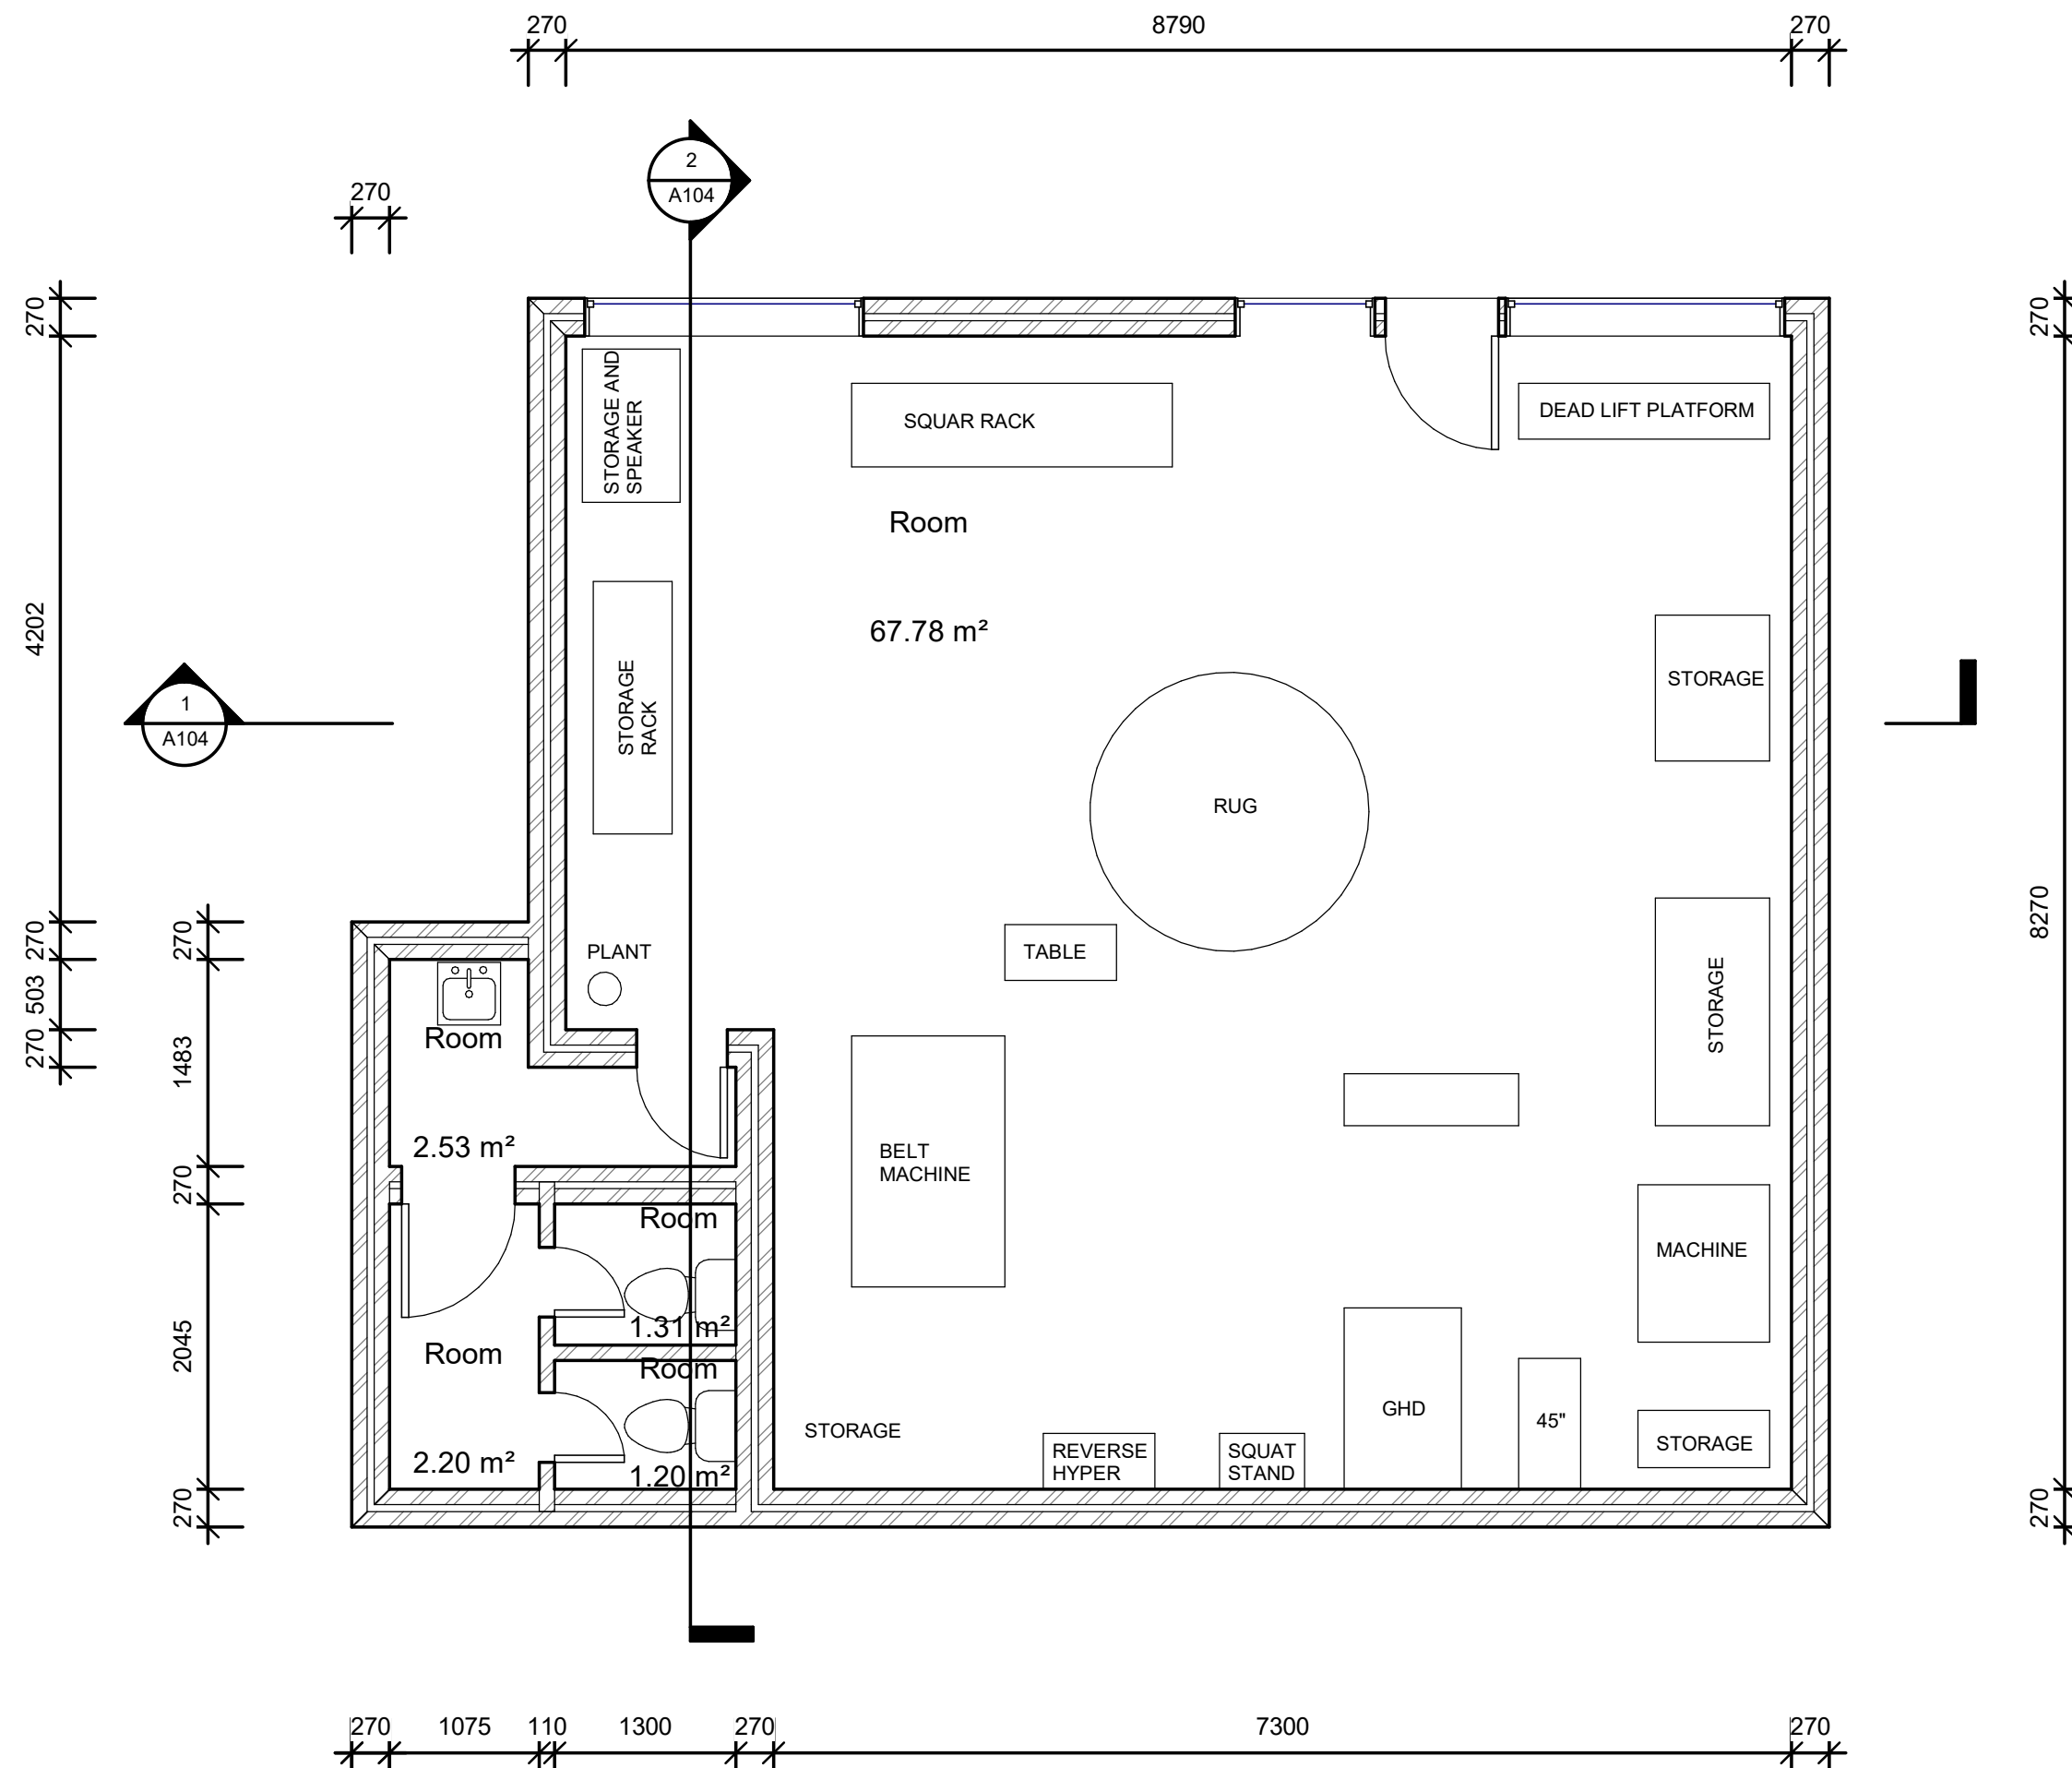 270
8790
270
2
A104
270
270
4202
270
503
270
270
1483
270
2045
270
1
A104
270
8270
270
STORAGE AND
SPEAKER
SQUAR RACK
DEAD LIFT PLATFORM
Room
67.78 m²
STORAGE
RACK
STORAGE
RUG
PLANT
TABLE
STORAGE
Room
2.53 m²
BELT
MACHINE
Room
1.31 m²
MACHINE
Room
2.20 m²
Room
1.20 m²
STORAGE
REVERSE
HYPER
SQUAT
STAND
GHD
45"
STORAGE
270
1075
110
1300
270
7300
270